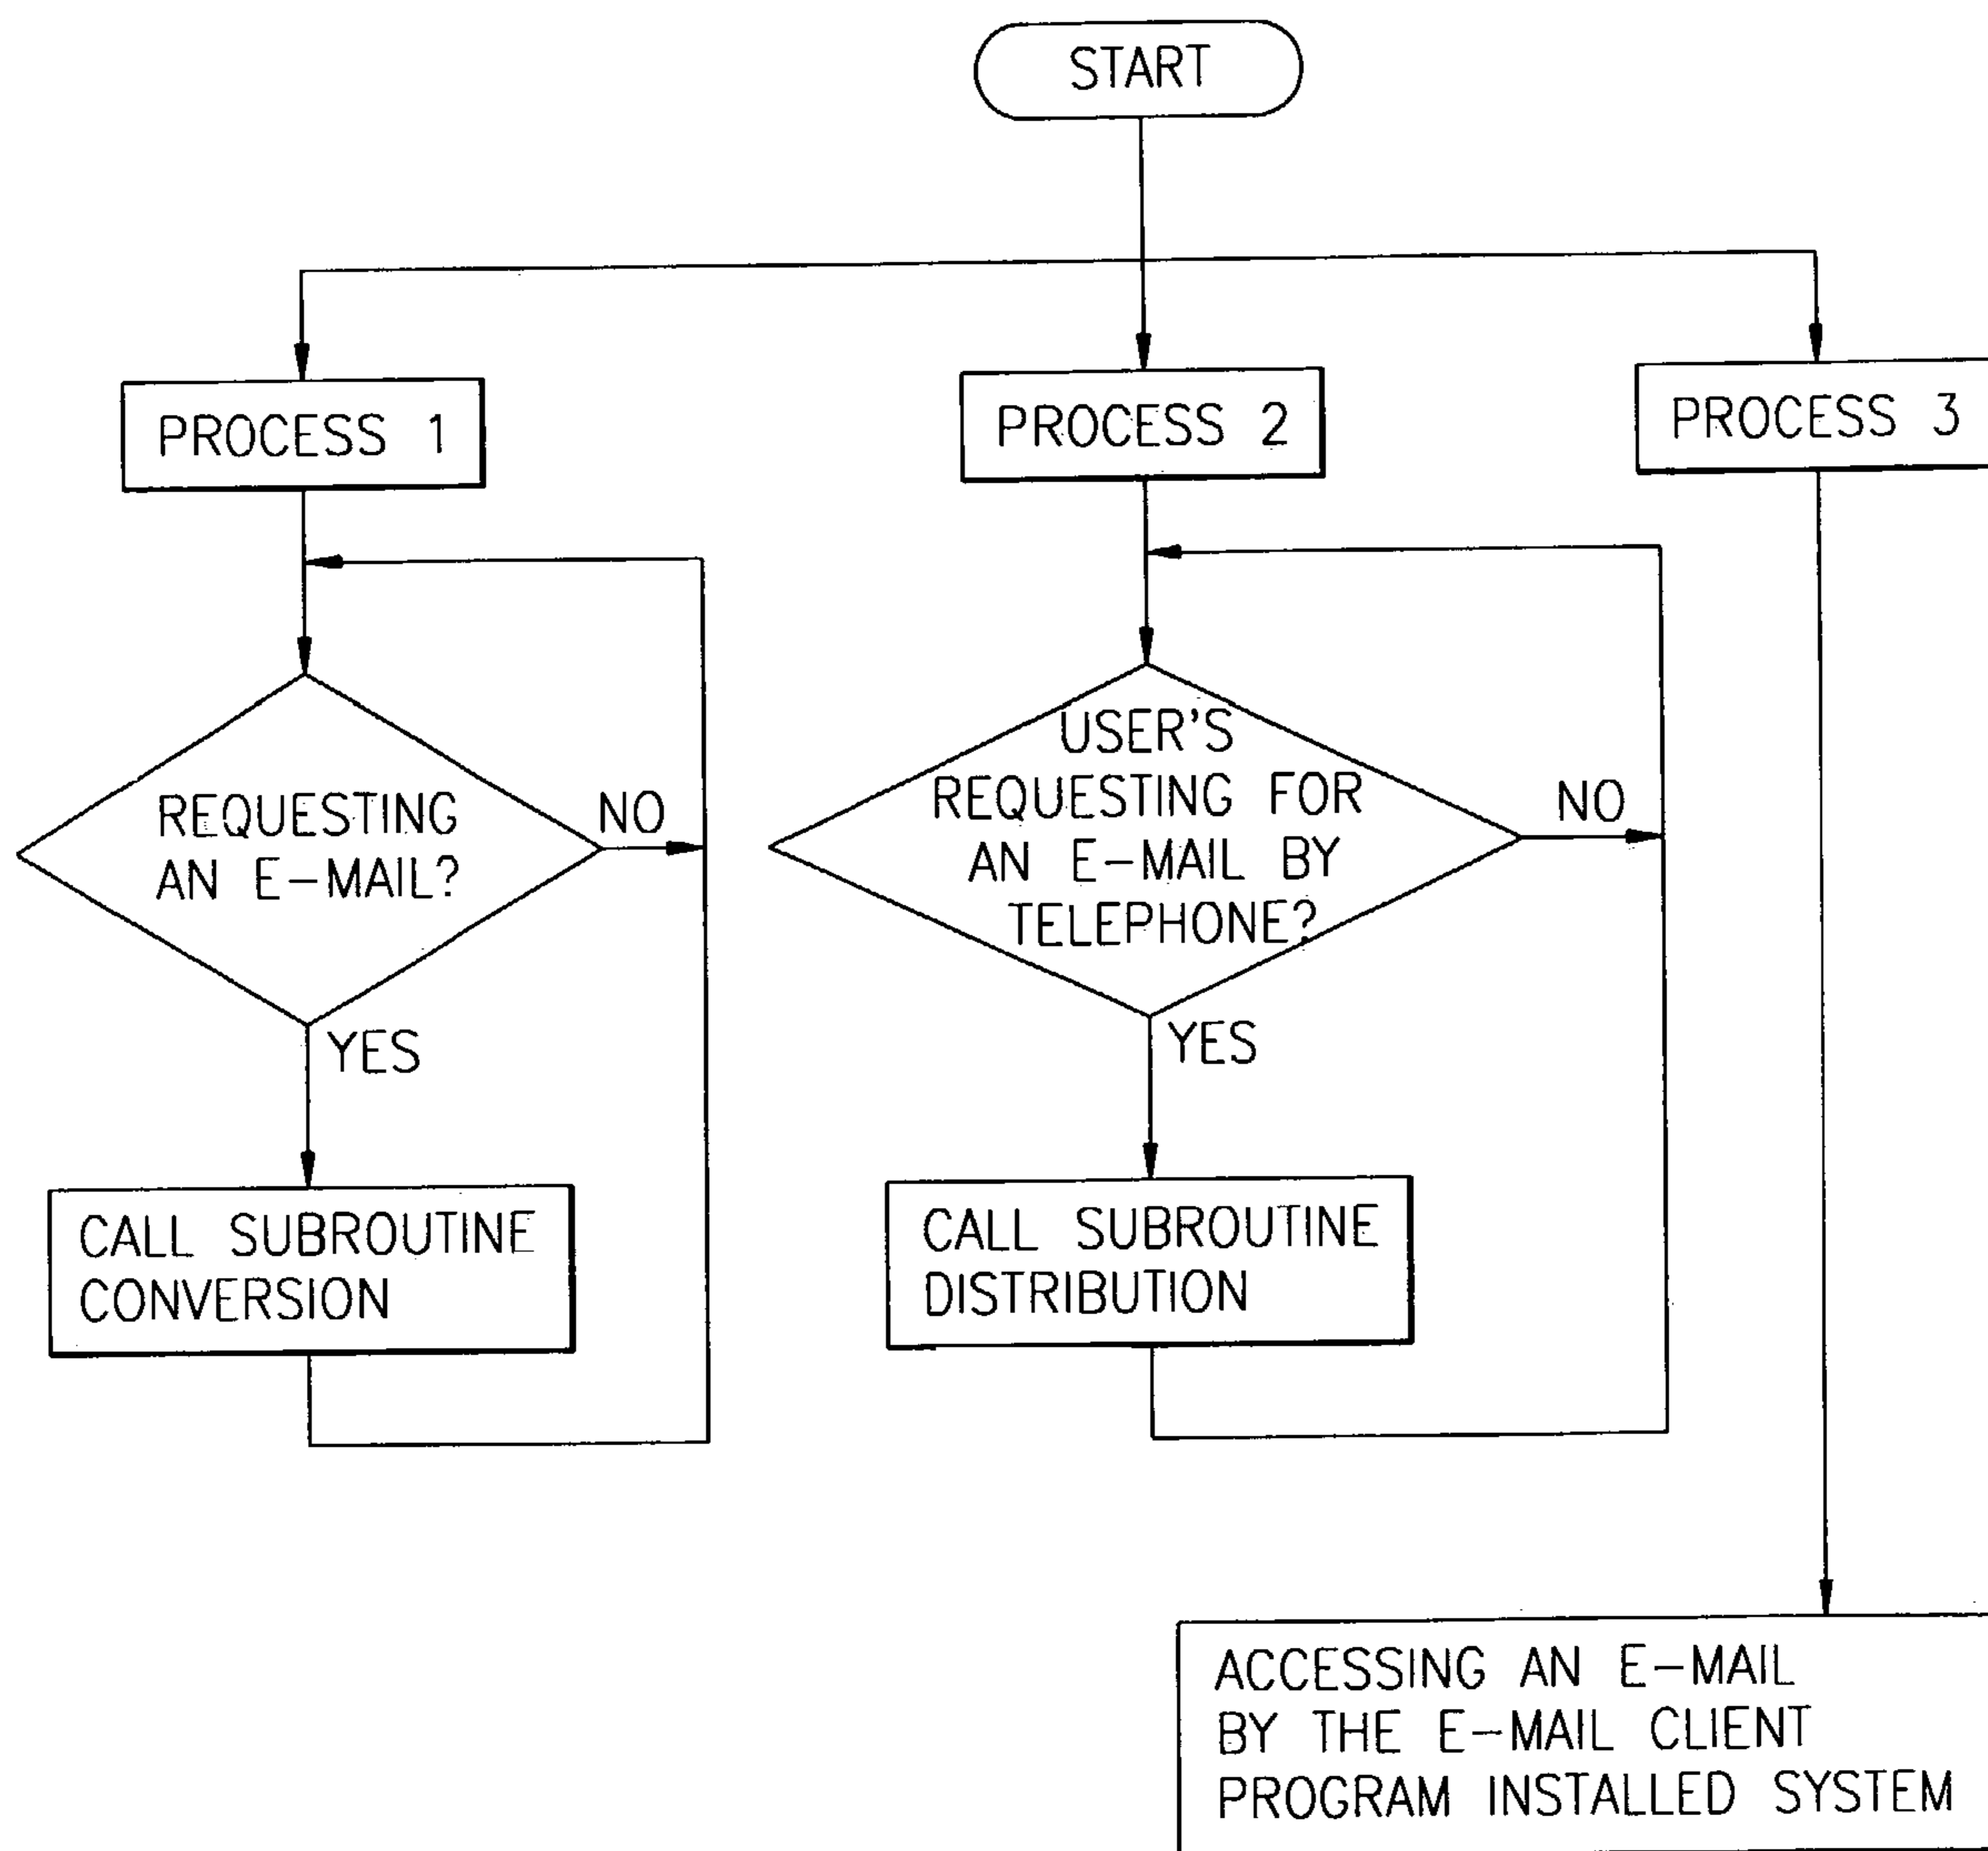 START
PROCESS 1
PROCESS 2
PROCESS 3
REQUESTING
AN E-MAIL?
NO
YES
CALL SUBROUTINE
CONVERSION
USER'S
REQUESTING FOR
AN E-MAIL BY
TELEPHONE?
NO
YES
CALL SUBROUTINE
DISTRIBUTION
ACCESSING AN E-MAIL
BY THE E-MAIL CLIENT
PROGRAM INSTALLED SYSTEM